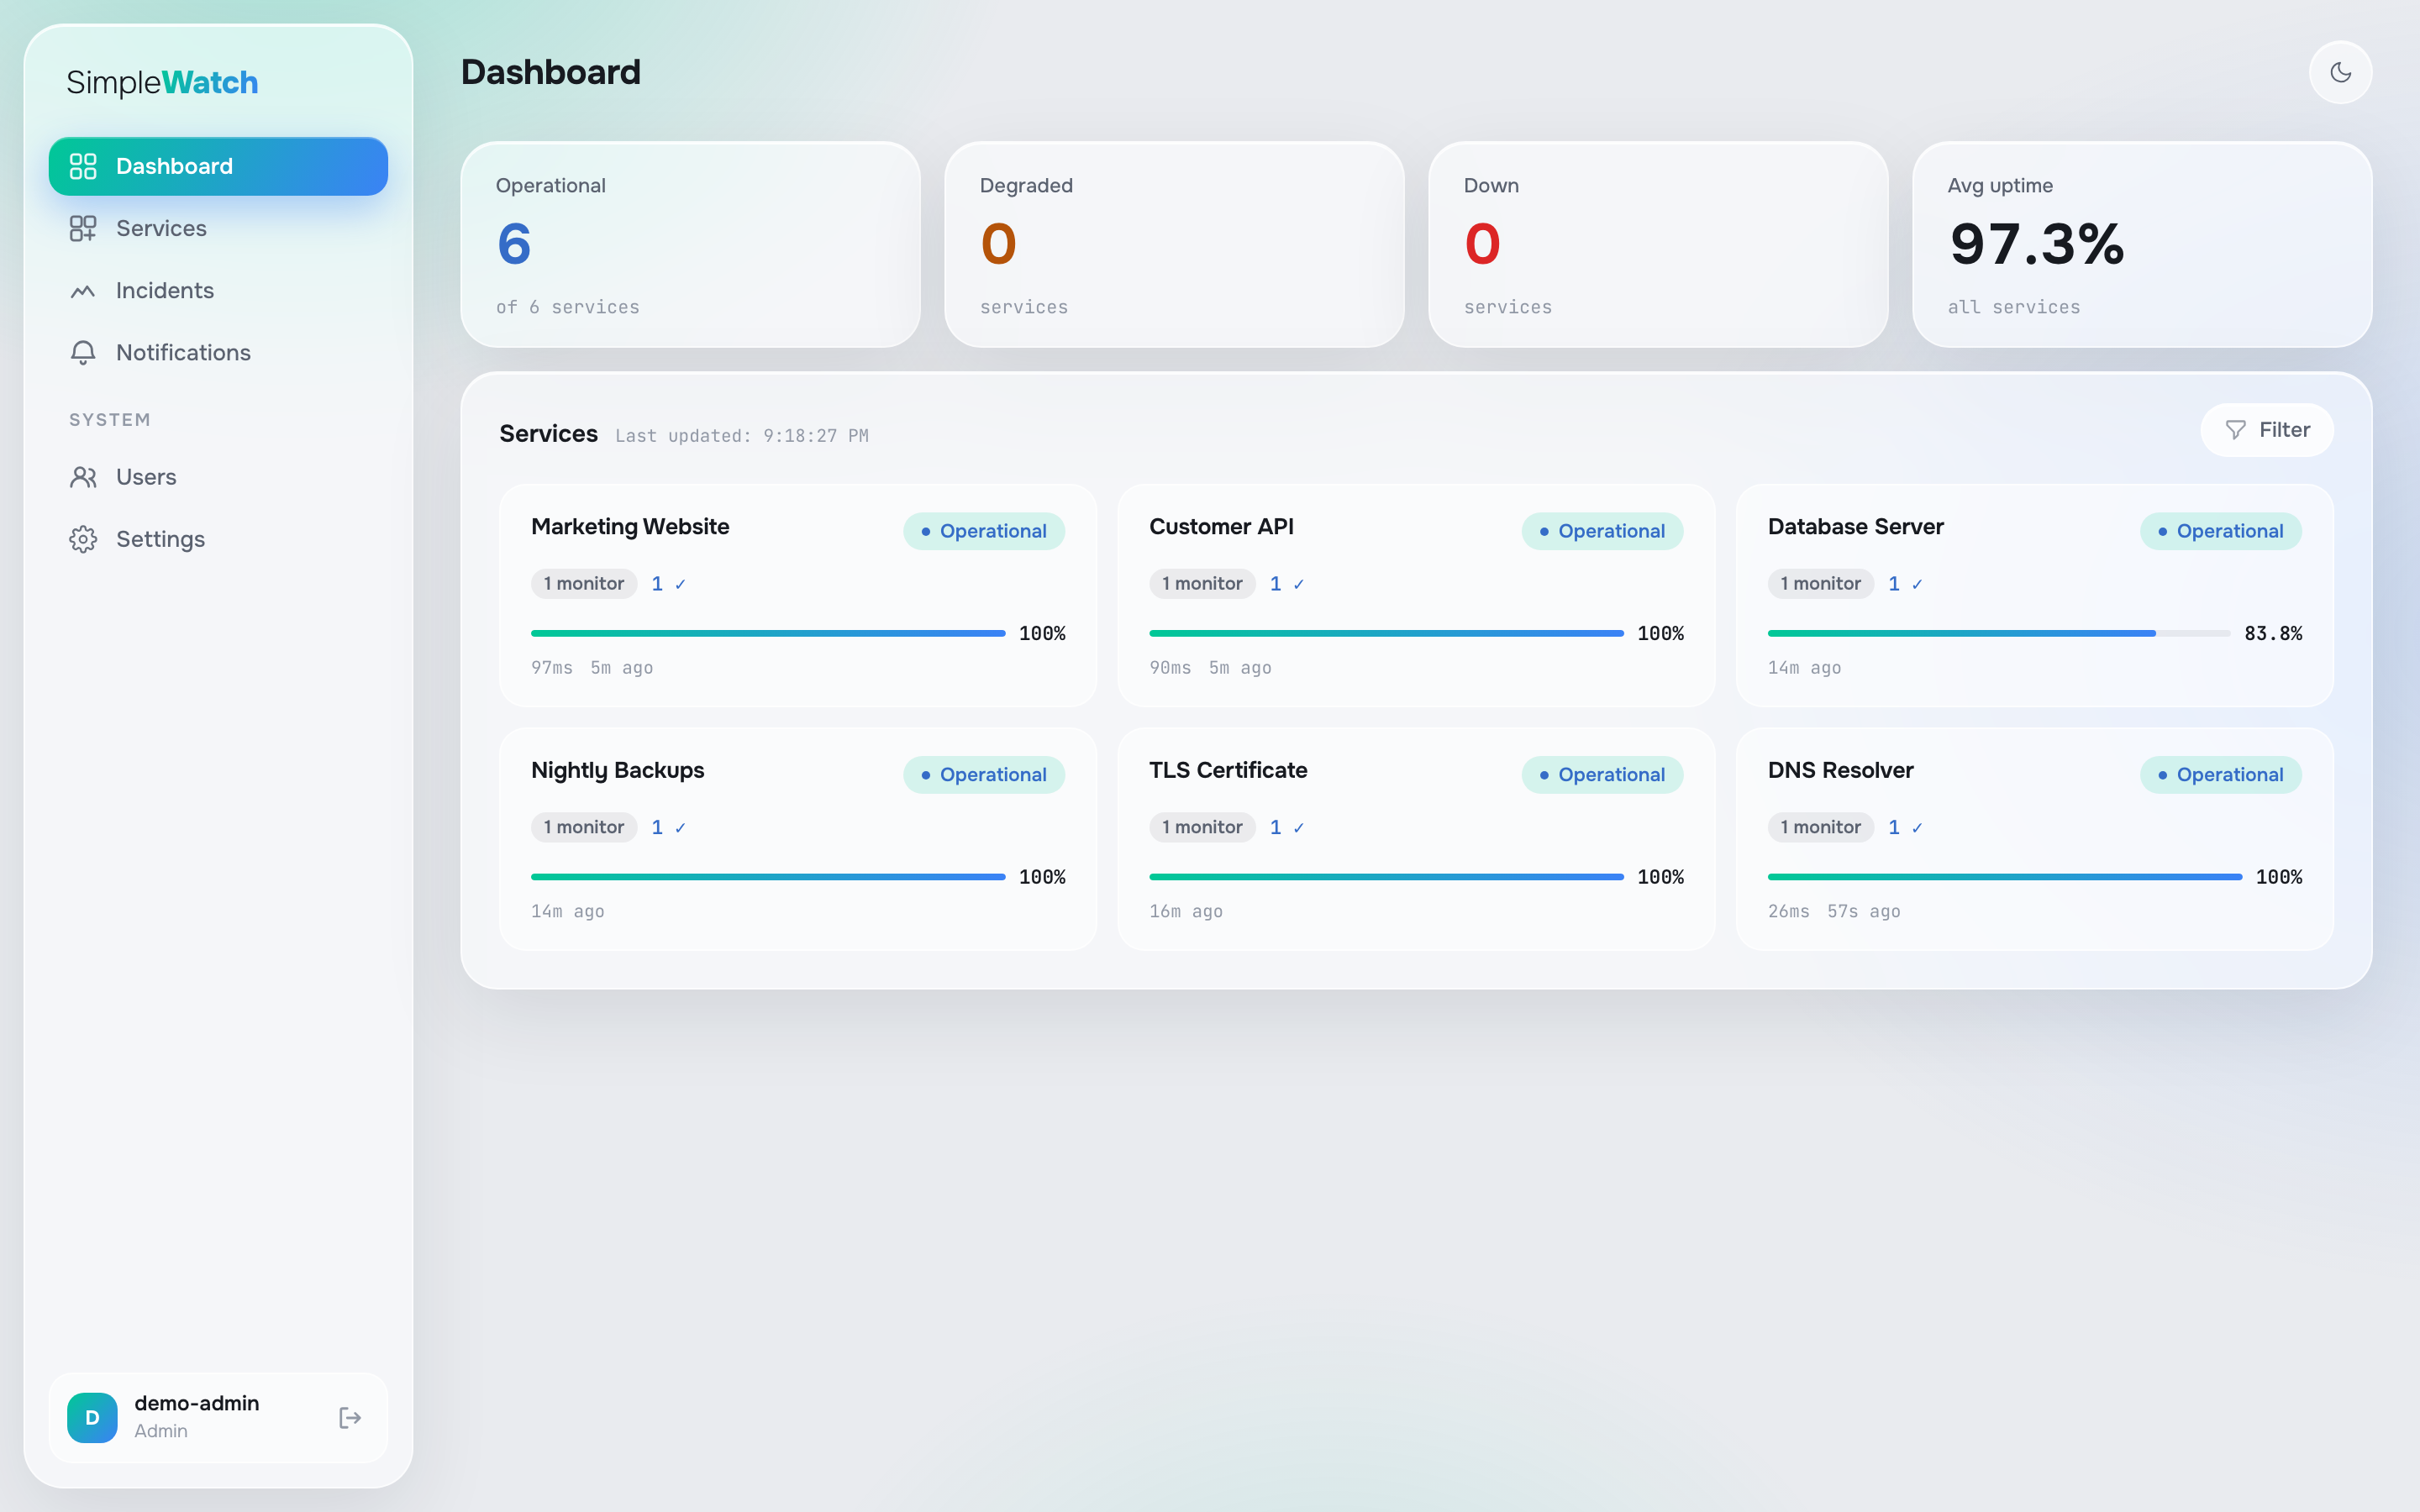 SimpleWatch
Dashboard
Services
Incidents
Notifications
SYSTEM
Users
Settings
D
demo-admin
Admin
Dashboard
Operational
6
of 6 services
Degraded
0
services
Down
0
services
Avg uptime
97.3%
all services
Services Last updated: 9:18:27 PM
Filter
Marketing Website
Operational
1 monitor 1 ✓
100%
97ms 5m ago
Customer API
Operational
1 monitor 1 ✓
100%
90ms 5m ago
Database Server
Operational
1 monitor 1 ✓
83.8%
14m ago
Nightly Backups
Operational
1 monitor 1 ✓
100%
14m ago
TLS Certificate
Operational
1 monitor 1 ✓
100%
16m ago
DNS Resolver
Operational
1 monitor 1 ✓
100%
26ms 57s ago